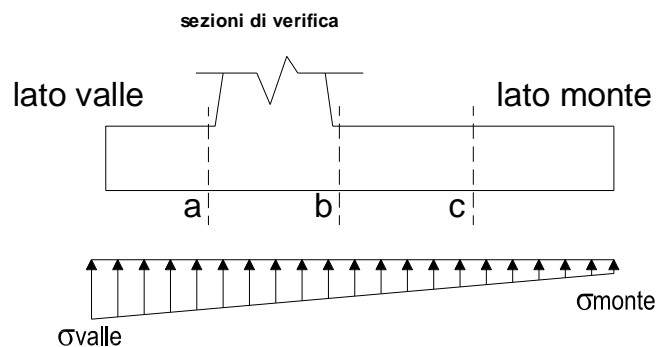 sezioni di verifica
lato valle
lato monte
a
b
c
σmonte
σvalle